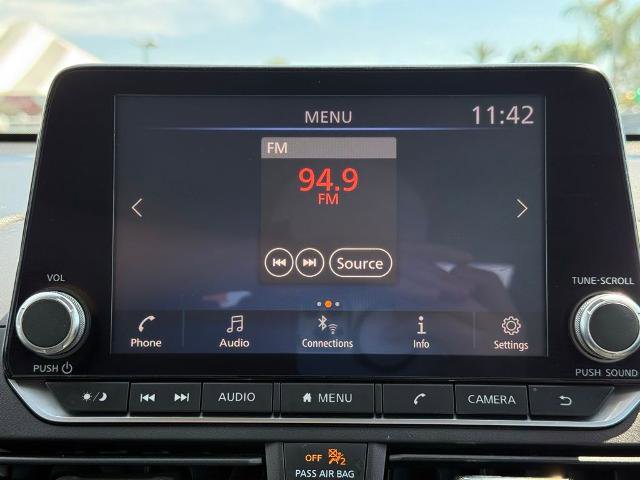 MENU 11:42
FM
94.9
FM
Source
Phone Audio Connections Info Settings
VOL
PUSH
TUNE·SCROLL
PUSH SOUND
AUDIO MENU CAMERA
OFF 2
PASS AIR BAG